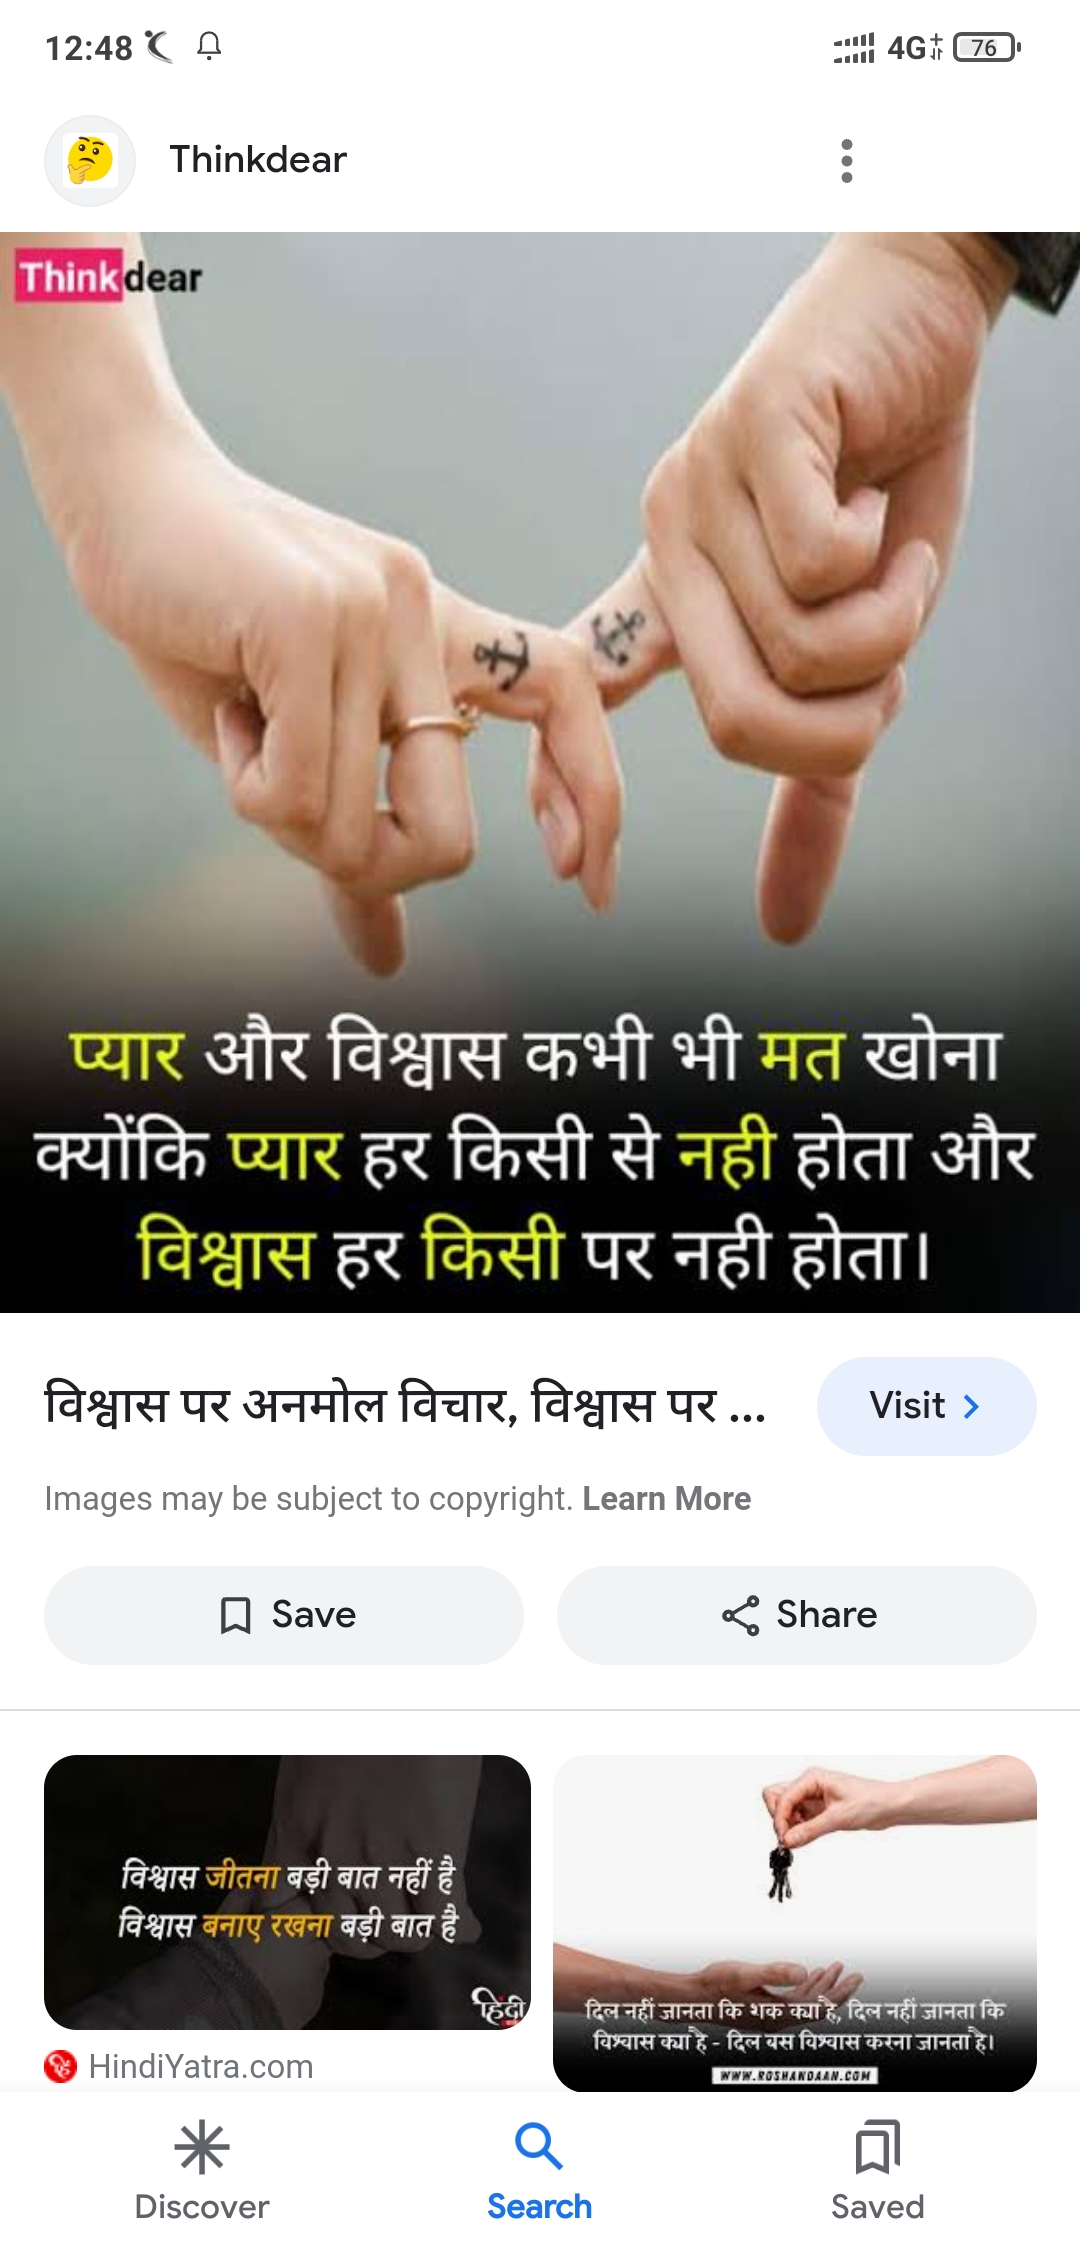 12:48 4G+ 76
Thinkdear
Thinkdear
प्यार और विश्वास कभी भी मत खोना
क्योंकि प्यार हर किसी से नही होता और
विश्वास हर किसी पर नही होता।
विश्वास पर अनमोल विचार, विश्वास पर ...
Visit
Images may be subject to copyright. Learn More
Save
Share
विश्वास जीतना बड़ी बात नहीं है
विश्वास बनाए रखना बड़ी बात है
हिंदी
HindiYatra.com
दिल नहीं जानता कि शक क्या है, दिल नहीं जानता कि
विश्वास क्या है - दिल बस विश्वास करना जानता है।
WWW.ROSHANDAAN.COM
Discover
Search
Saved